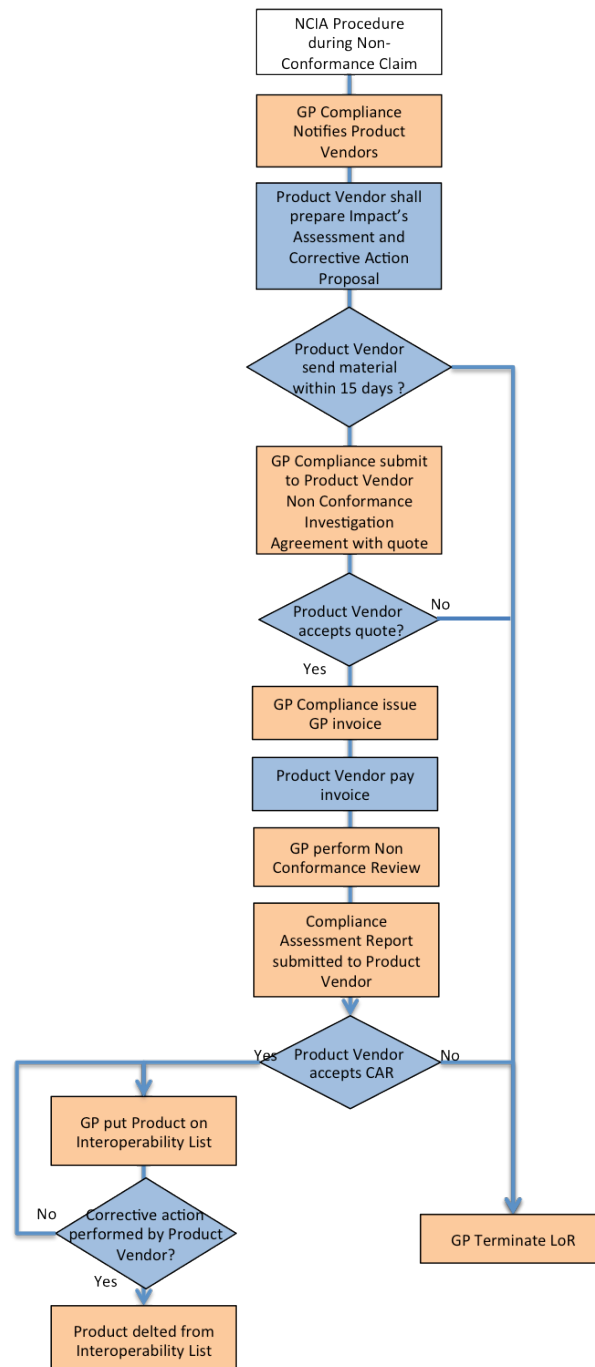 NCIA Procedure
during Non-
Conformance Claim
GP Compliance
Notifies Product
Vendors
Product Vendor shall
prepare Impact's
Assessment and
Corrective Action
Proposal
Product Vendor
send material
within 15 days ?
GP Compliance submit
to Product Vendor
Non Conformance
Investigation
Agreement with quote
No
Product Vendor
accepts quote?
Yes
GP Compliance issue
GP invoice
Product Vendor pay
invoice
GP perform Non
Conformance Review
Compliance
Assessment Report
submitted to Product
Vendor
Yes
Product Vendor
accepts CAR
No
GP put Product on
Interoperability List
No
Corrective action
performed by Product
Vendor?
Yes
GP Terminate LoR
Product delted from
Interoperability List